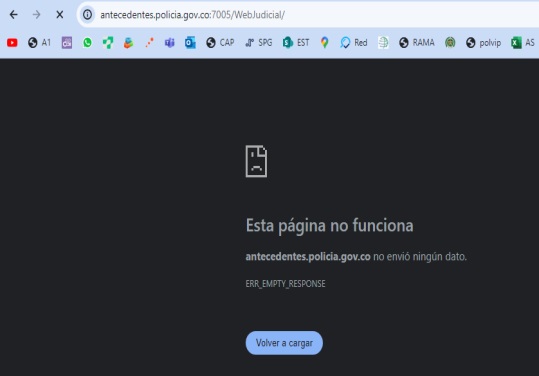 antecedentes.policia.gov.co:7005/WebJudicial/
A1
CAP
SPG
EST
Red
RAMA
polvip
AS
Esta página no funciona
antecedentes.policia.gov.co no envió ningún dato.
ERR_EMPTY_RESPONSE
Volver a cargar